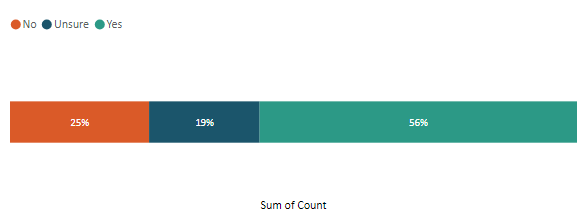 No Unsure Yes
25% 19% 56%
Sum of Count